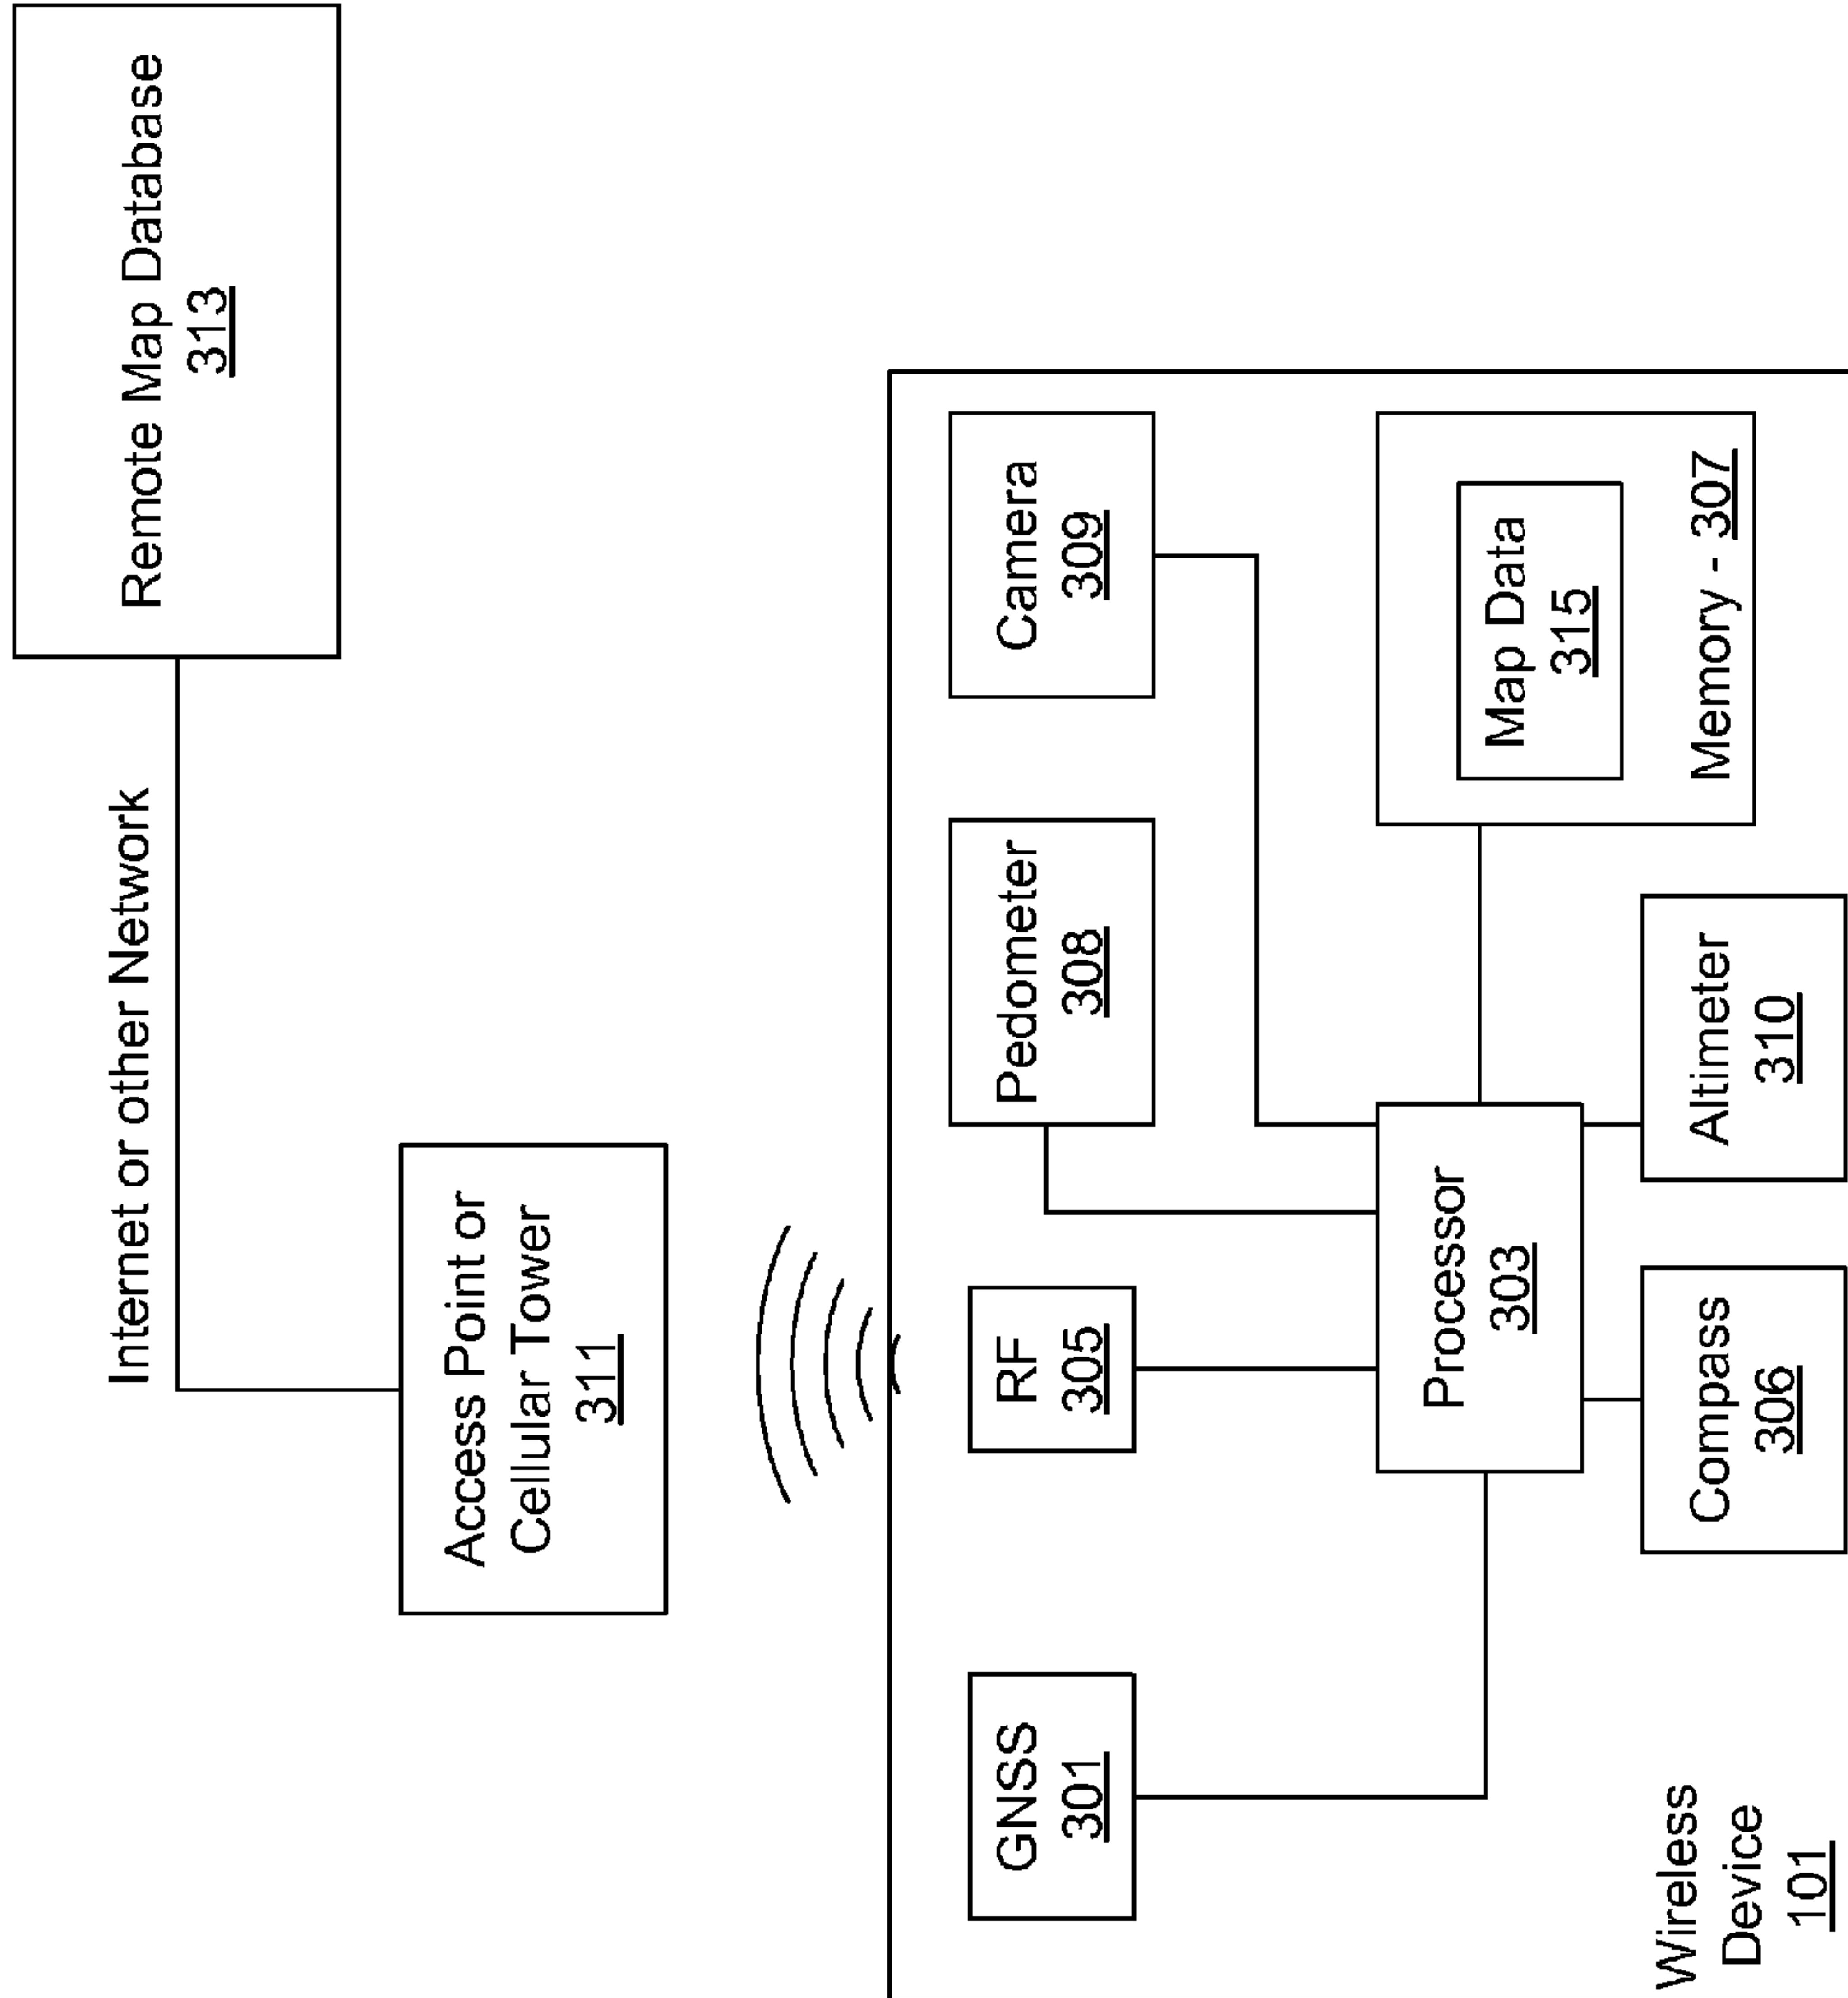 Remote Map Database
313
Internet or other Network
Access Point or
Cellular Tower
311
GNSS
301
RF
305
Pedometer
308
Camera
309
Processor
303
Map Data
315
Memory - 307
Compass
306
Altimeter
310
Wireless
Device
101